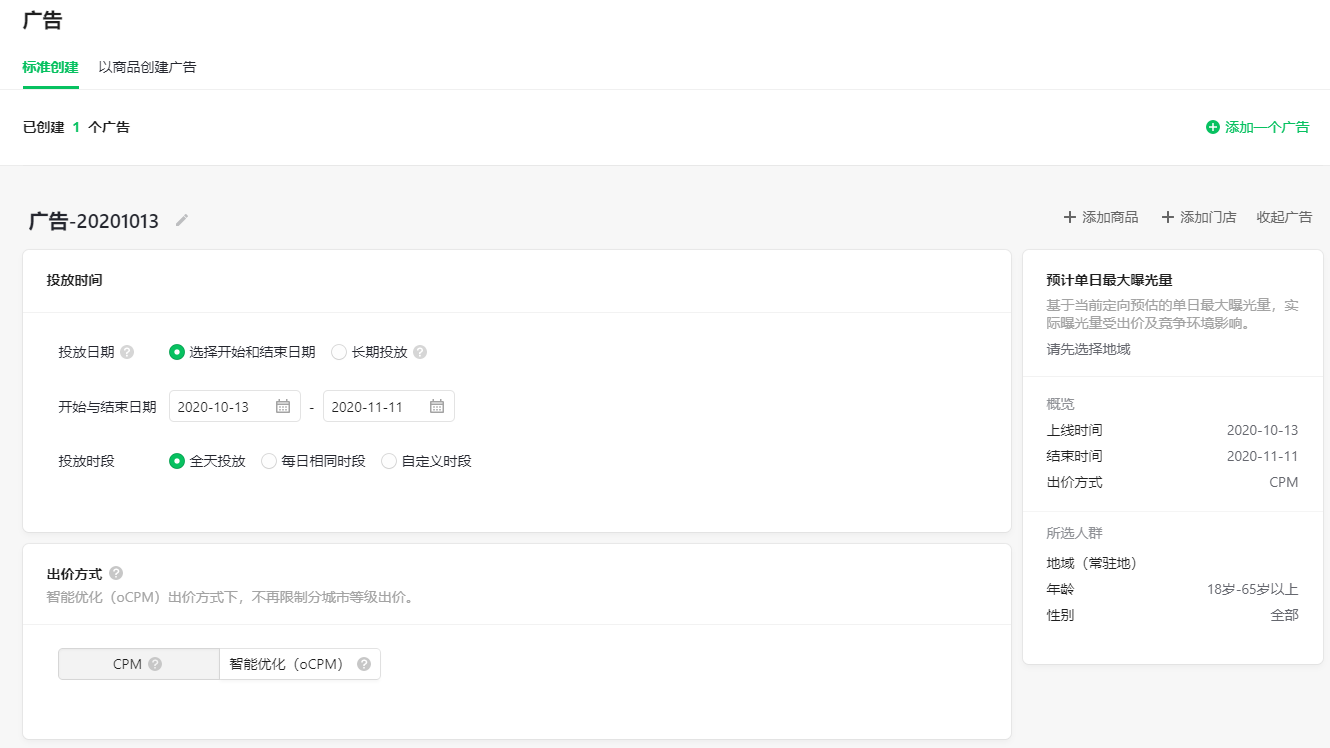 广告
标准创建 以商品创建广告
已创建 1 个广告
添加一个广告
广告-20201013
添加商品 添加门店 收起广告
投放时间
投放日期 选择开始和结束日期 长期投放
开始与结束日期 2020-10-13 - 2020-11-11
投放时段 全天投放 每日相同时段 自定义时段
出价方式
智能优化（oCPM）出价方式下，不再限制分城市等级出价。
CPM 智能优化（oCPM）
预计单日最大曝光量
基于当前定向预估的单日最大曝光量，实
际曝光量受出价及竞争环境影响。
请先选择地域
概览
上线时间 2020-10-13
结束时间 2020-11-11
出价方式 CPM
所选人群
地域（常驻地）
年龄 18岁-65岁以上
性别 全部